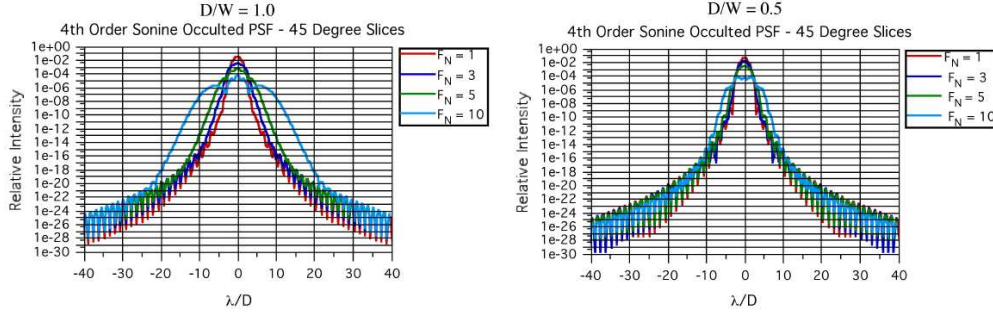 D/W = 1.0
4th Order Sonine Occulted PSF - 45 Degree Slices
Relative Intensity
1e+00
1e-02
1e-04
1e-06
1e-08
1e-10
1e-12
1e-14
1e-16
1e-18
1e-20
1e-22
1e-24
1e-26
1e-28
1e-30
-40 -30 -20 -10 0 10 20 30 40
λ/D
F_N = 1
F_N = 3
F_N = 5
F_N = 10
D/W = 0.5
4th Order Sonine Occulted PSF - 45 Degree Slices
Relative Intensity
1e+00
1e-02
1e-04
1e-06
1e-08
1e-10
1e-12
1e-14
1e-16
1e-18
1e-20
1e-22
1e-24
1e-26
1e-28
1e-30
-40 -30 -20 -10 0 10 20 30 40
λ/D
F_N = 1
F_N = 3
F_N = 5
F_N = 10